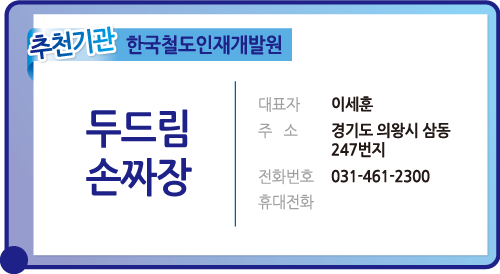 추천기관 한국철도인재개발원
두드림
손짜장
대표자 이세훈
주 소 경기도 의왕시 삼동
247번지
전화번호 031-461-2300
휴대전화